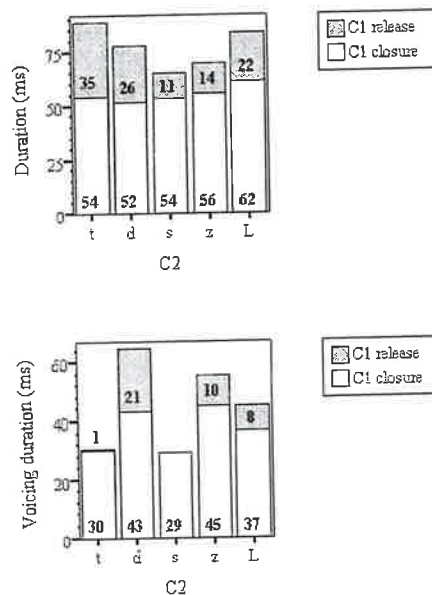 C1 release
C1 closure
Duration (ms)
75
50
25
0
35
26
11
14
22
54
52
54
56
62
t
d
s
z
L
C2
C1 release
C1 closure
Voicing duration (ms)
60
40
20
0
1
21
10
8
30
43
29
45
37
t
d
s
z
L
C2